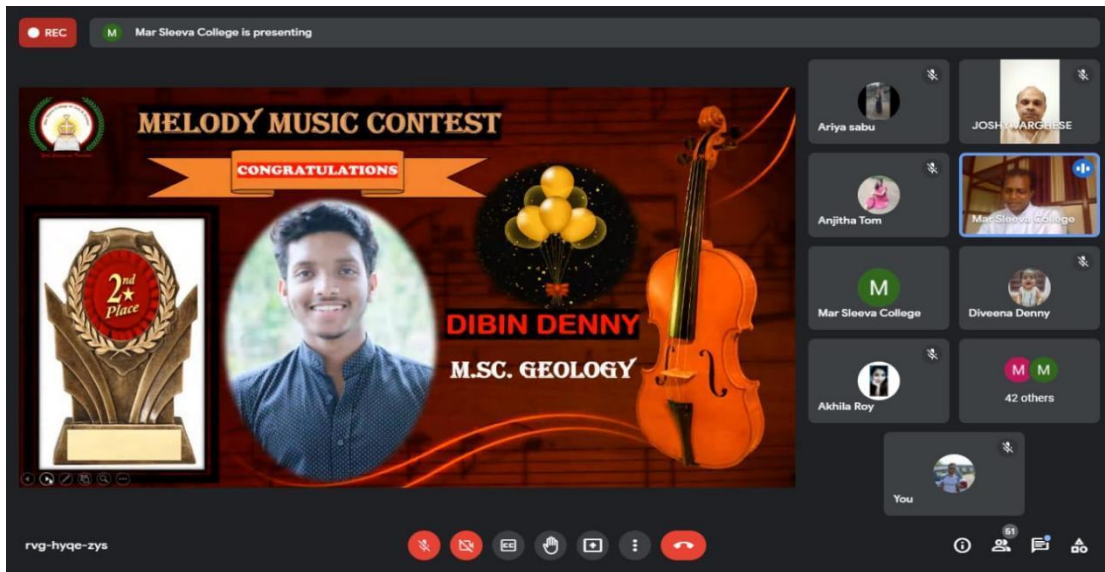 REC
M
Mar Sleeva College is presenting
MELODY MUSIC CONTEST
CONGRATULATIONS
2nd
Place
DIBIN DENNY
M.SC. GEOLOGY
Ariya sabu
JOSHY VARGHESE
Anjitha Tom
Mar Sleeva College
M
Mar Sleeva College
Diveena Denny
Akhila Roy
M M
42 others
You
rvg-hyqe-zys
CC
51